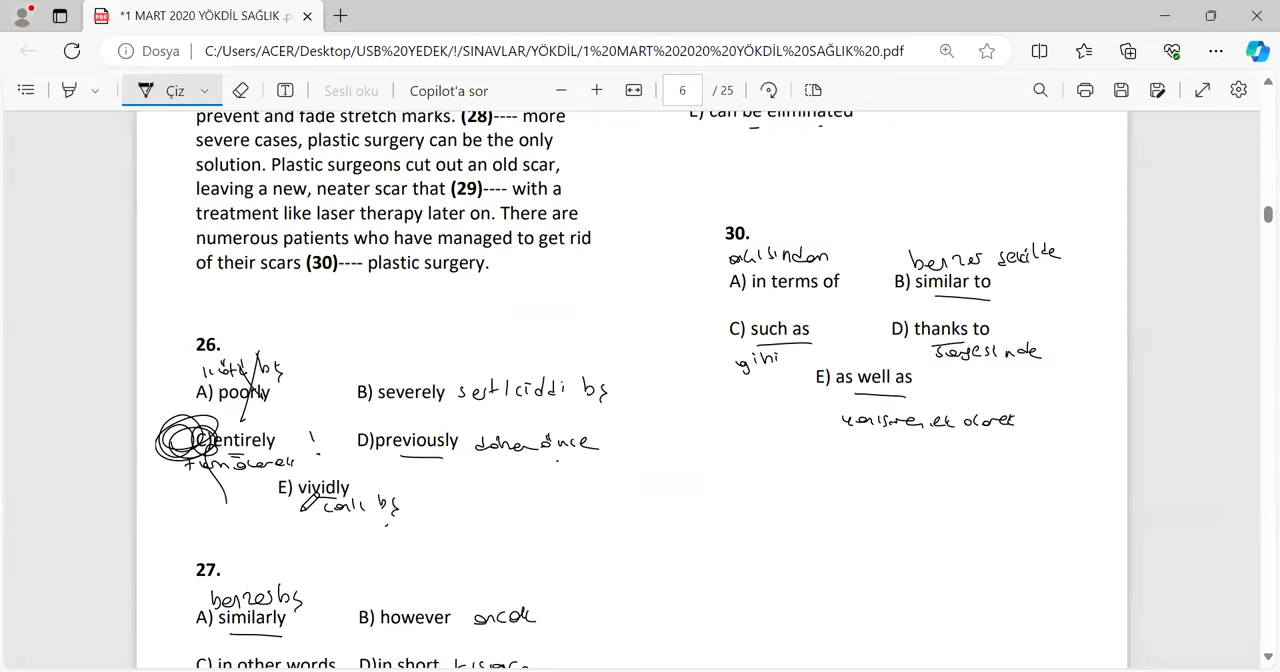 *1 MART 2020 YÖKDİL SAĞLIK .p
Dosya
C:/Users/ACER/Desktop/USB%20YEDEK/!/SINAVLAR/YÖKDİL/1%20MART%202020%20YÖKDİL%20SAĞLIK%20.pdf
Çiz
Sesli oku
Copilot'a sor
6
/ 25
prevent and fade stretch marks. (28)---- more
severe cases, plastic surgery can be the only
solution. Plastic surgeons cut out an old scar,
leaving a new, neater scar that (29)---- with a
treatment like laser therapy later on. There are
numerous patients who have managed to get rid
of their scars (30)---- plastic surgery.
26.
A) poorly
B) severely sert/ciddi bş
C)entirely !
D)previously daha önce
tüm olarak
E) vividly
canlı bş
27.
benzer bş
A) similarly
B) however ancak
C) in other words
D)in short kısaca
E) can be eliminated
30.
açısından
benzer şekilde
A) in terms of
B) similar to
C) such as
D) thanks to
gibi
sayesinde
E) as well as